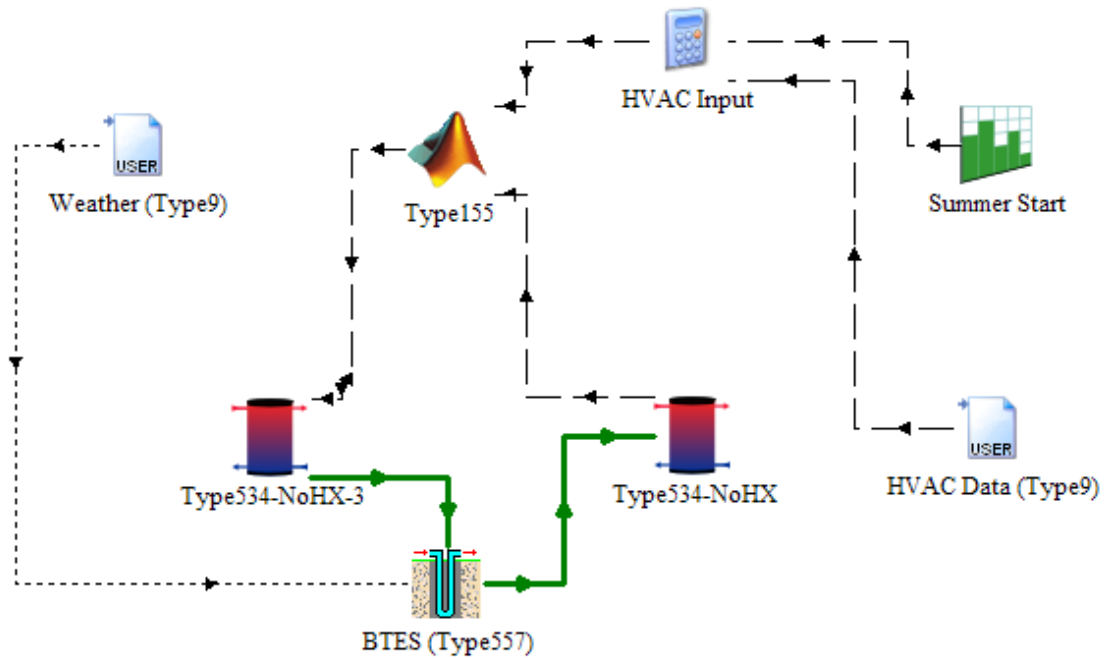 HVAC Input
USER
Weather (Type9)
Type155
Summer Start
USER
Type534-NoHX-3
Type534-NoHX
HVAC Data (Type9)
BTES (Type557)